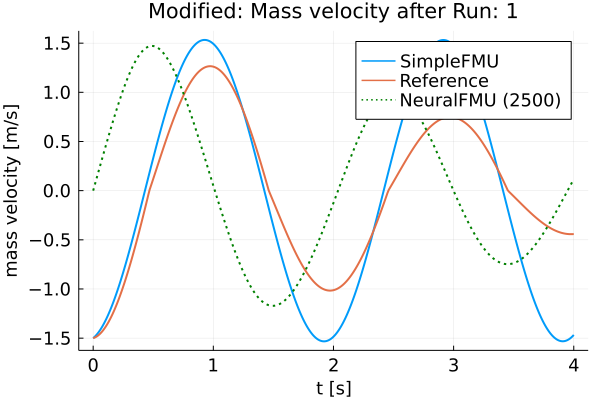 Modified: Mass velocity after Run: 1
mass velocity [m/s]
1.5
1.0
0.5
0.0
−0.5
−1.0
−1.5
SimpleFMU
Reference
NeuralFMU (2500)
0 1 2 3 4
t [s]